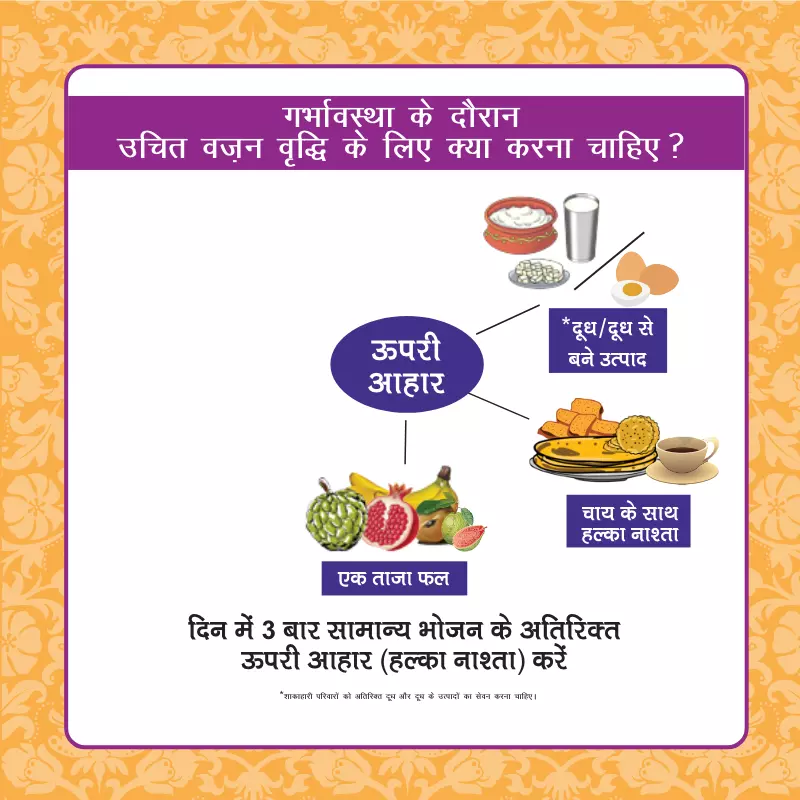 गर्भावस्था के दौरान
उचित वज़न वृद्धि के लिए क्या करना चाहिए ?
*दूध/दूध से
बने उत्पाद
ऊपरी
आहार
चाय के साथ
हल्का नाश्ता
एक ताजा फल
दिन में 3 बार सामान्य भोजन के अतिरिक्त
ऊपरी आहार (हल्का नाश्ता) करें
*शाकाहारी परिवारों को अतिरिक्त दूध और दूध के उत्पादों का सेवन करना चाहिए।